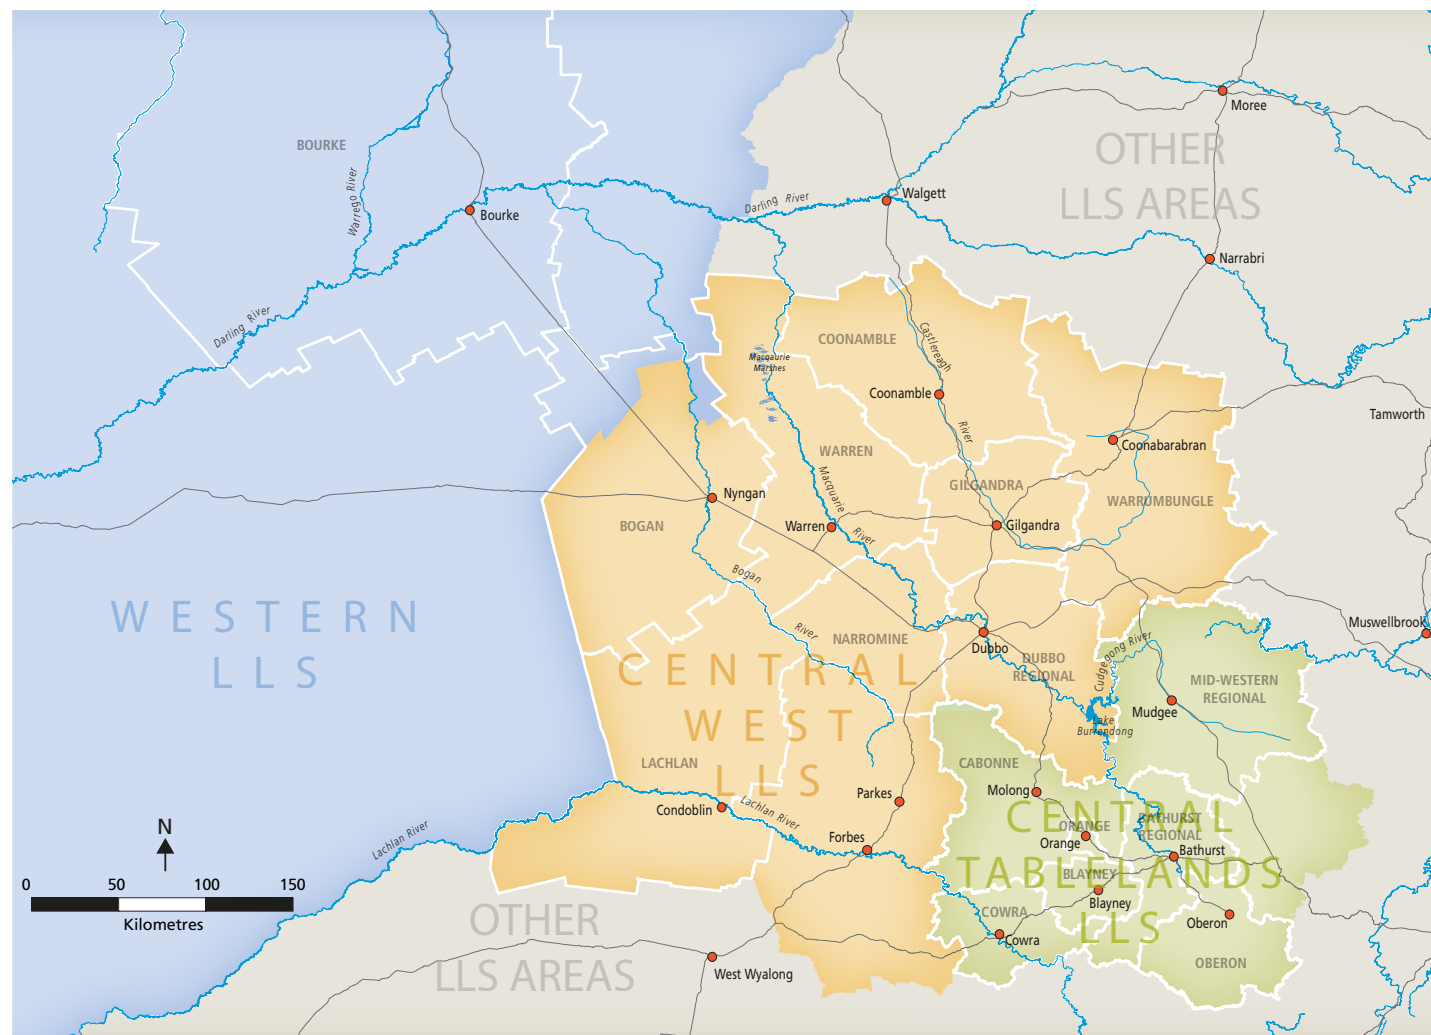 Moree
OTHER
LLS AREAS
BOURKE
Warrego River
Bourke
Darling River
Walgett
Narrabri
Darling River
COONAMBLE
Castlereagh
River
Macqaurie
Marshes
Coonamble
Tamworth
Coonabarabran
WARREN
GILGANDRA
WARRUMBUNGLE
Macquarie
River
Nyngan
BOGAN
Warren
Gilgandra
Bogan
River
WESTERN
LLS
NARROMINE
Dubbo
DUBBO
REGIONAL
Cudgegong River
Muswellbrook
MID-WESTERN
REGIONAL
Mudgee
CENTRAL
WEST
LLS
Lake
Burrendong
LACHLAN
CABONNE
Condoblin
Lachlan River
Parkes
Molong
Forbes
CENTRAL
TABLELANDS
LLS
ORANGE
Orange
BATHURST
REGIONAL
Bathurst
BLAYNEY
Blayney
COWRA
Cowra
Oberon
OBERON
Lachlan River
N
0 50 100 150
Kilometres
OTHER
LLS AREAS
West Wyalong